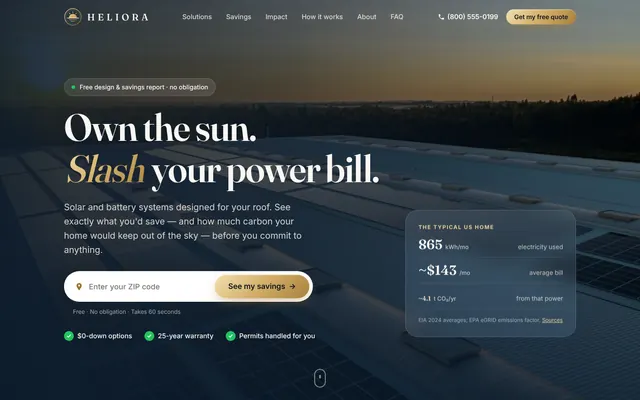 HELIORA
Solutions Savings Impact How it works About FAQ
(800) 555-0199
Get my free quote
Free design & savings report · no obligation
Own the sun.
Slash your power bill.
Solar and battery systems designed for your roof. See
exactly what you'd save — and how much carbon your
home would keep out of the sky — before you commit to
anything.
Enter your ZIP code
See my savings →
Free · No obligation · Takes 60 seconds
$0-down options
25-year warranty
Permits handled for you
THE TYPICAL US HOME
865 kWh/mo electricity used
~$143 /mo average bill
~4.1 t CO₂/yr from that power
EIA 2024 averages; EPA eGRID emissions factor. Sources